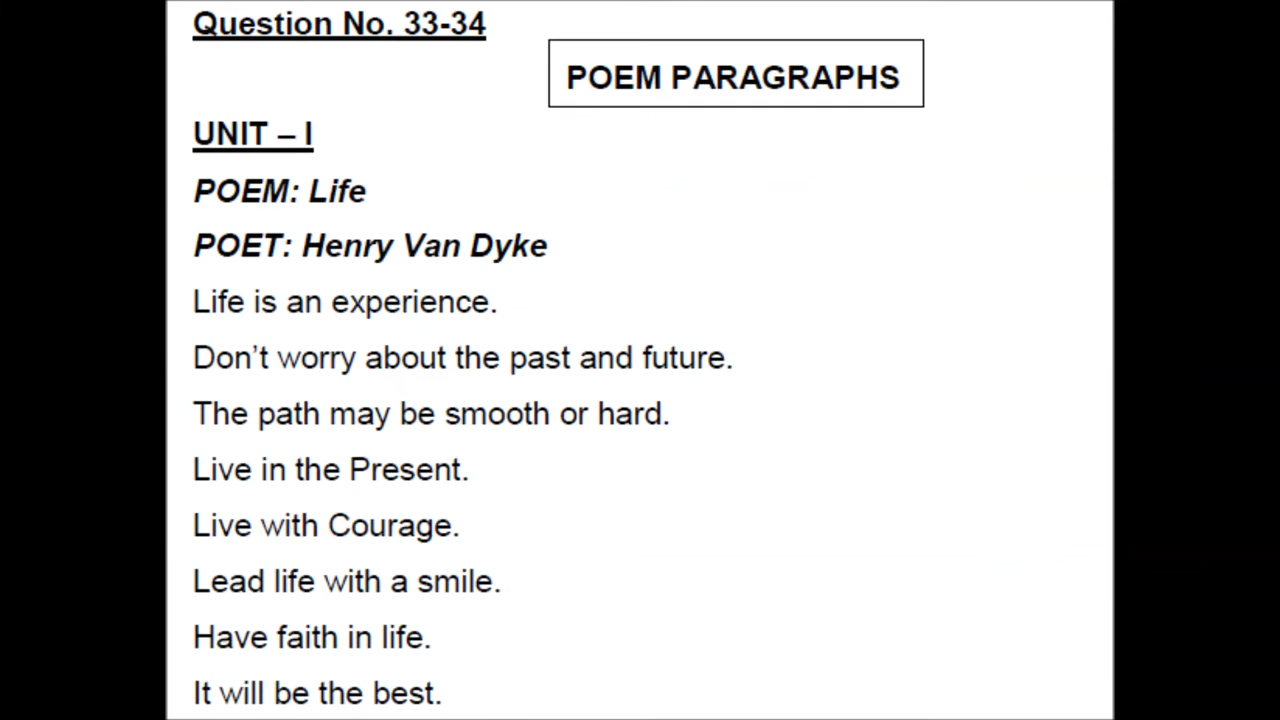 Question No. 33-34
POEM PARAGRAPHS
UNIT – I
POEM: Life
POET: Henry Van Dyke
Life is an experience.
Don’t worry about the past and future.
The path may be smooth or hard.
Live in the Present.
Live with Courage.
Lead life with a smile.
Have faith in life.
It will be the best.